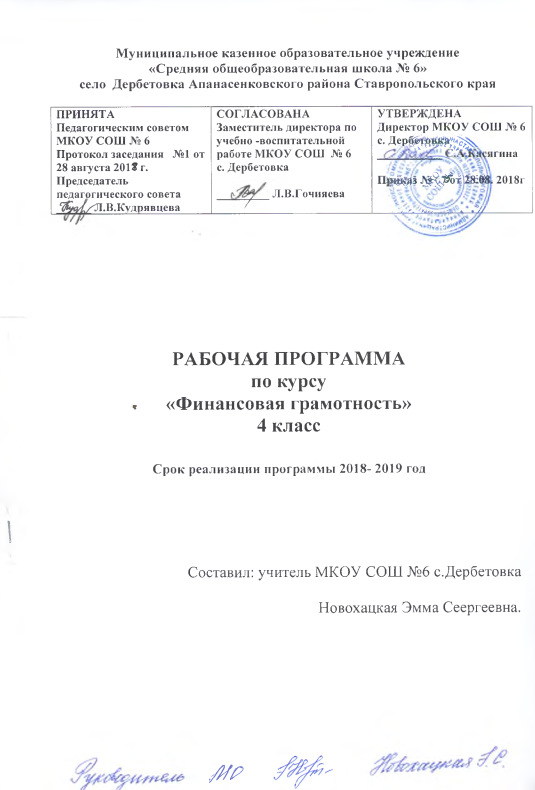 Муниципальное казенное образовательное учреждение
«Средняя общеобразовательная школа № 6»
село Дербетовка Апанасенковского района Ставропольского края
ПРИНЯТА
Педагогическим советом
МКОУ СОШ № 6
Протокол заседания №1 от
28 августа 2018 г.
Председатель
педагогического совета
Л.В.Кудрявцева
СОГЛАСОВАНА
Заместитель директора по
учебно -воспитательной
работе МКОУ СОШ № 6
с. Дербетовка
Л.В.Гочияева
УТВЕРЖДЕНА
Директор МКОУ СОШ № 6
с. Дербетовка
С.А.Касягина
Приказ № от 28.08. 2018г
РАБОЧАЯ ПРОГРАММА
по курсу
«Финансовая грамотность»
4 класс
Срок реализации программы 2018- 2019 год
Составил: учитель МКОУ СОШ №6 с.Дербетовка
Новохацкая Эмма Сеергеевна.
Руководитель МО Новохацкая Э.С.